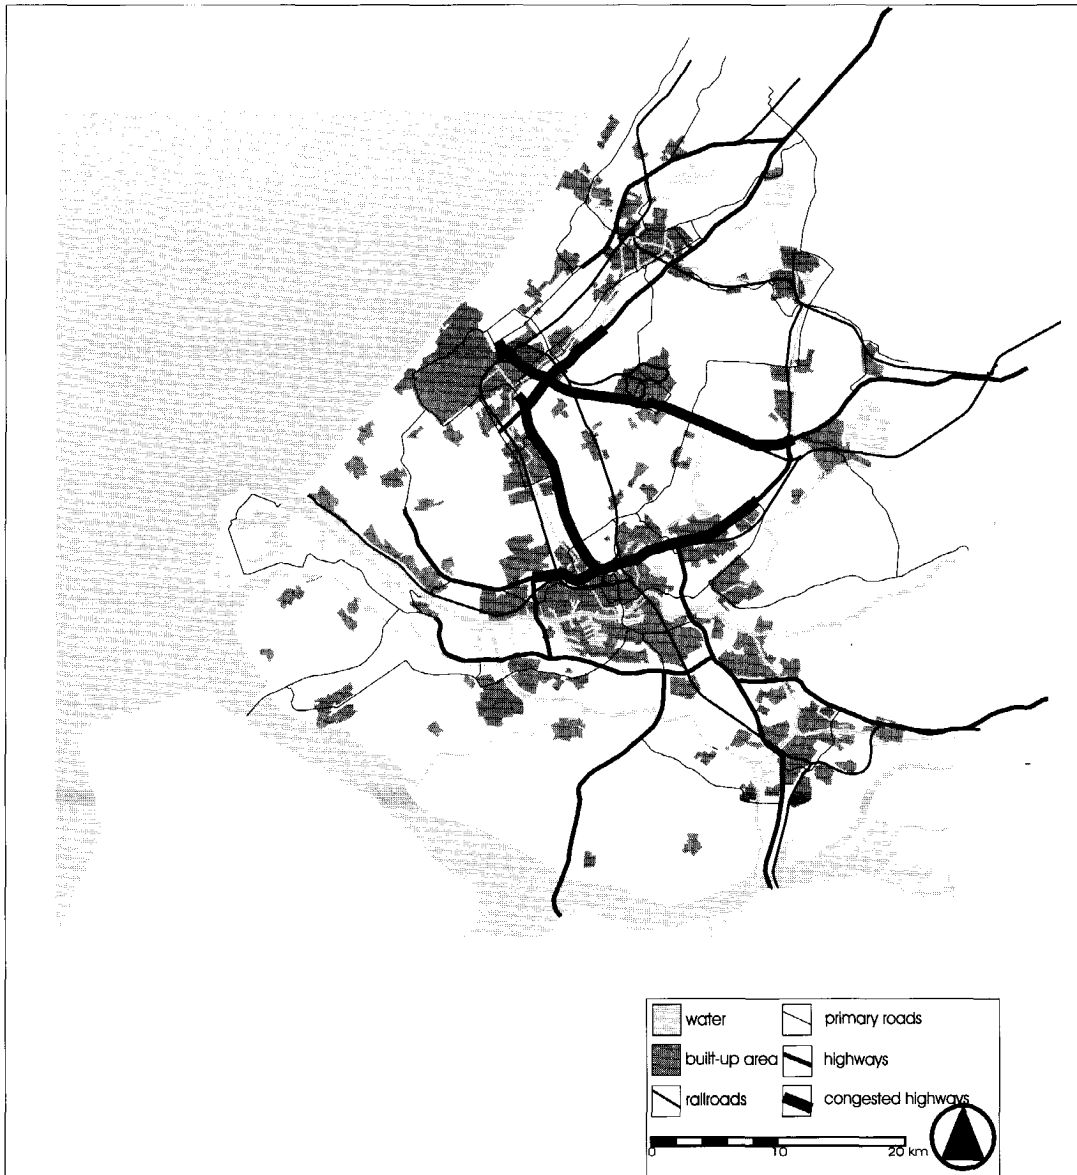 water
primary roads
built-up area
highways
railroads
congested highways
0
10
20 km